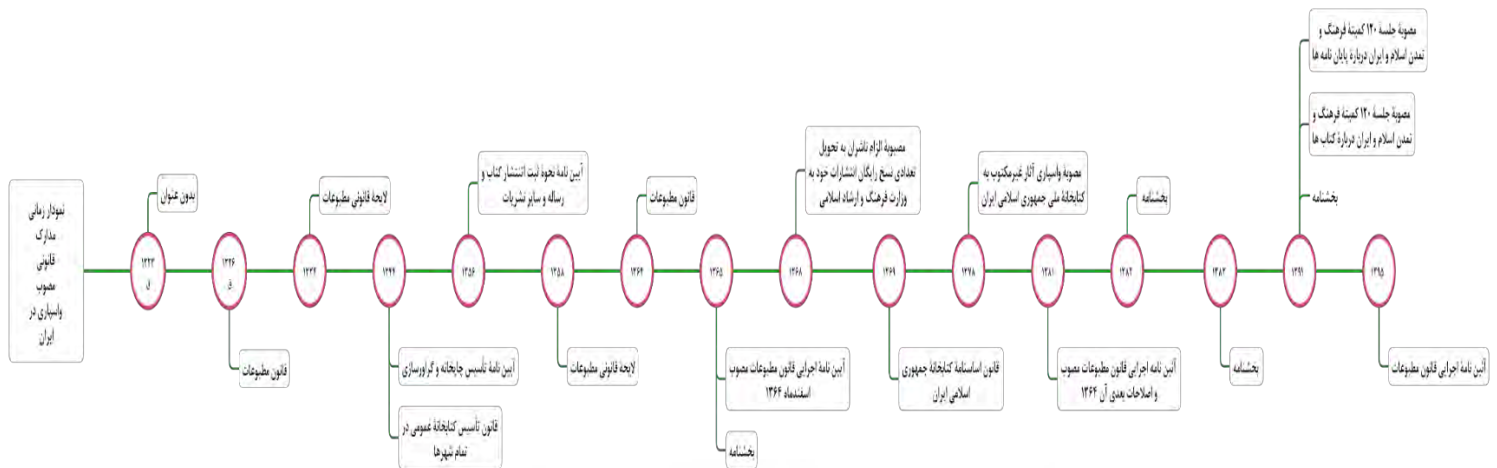 نمودار زمانی
مدارک
قانونی
مصوب
واسپاری در
ایران
۱۳۲۳
ق
بدون عنوان
۱۳۲۶
ق
قانون مطبوعات
۱۳۳۴
لایحهٔ قانونی مطبوعات
۱۳۴۴
آیین نامهٔ تأسیس چاپخانه و گراورسازی
قانون تأسیس کتابخانهٔ عمومی در
تمام شهرها
۱۳۵۶
آیین نامهٔ نحوهٔ ثبت انتشار کتاب و
رساله و سایر نشریات
۱۳۵۸
لایحهٔ قانونی مطبوعات
۱۳۶۴
قانون مطبوعات
۱۳۶۵
آیین نامهٔ اجرایی قانون مطبوعات مصوب
اسفندماه ۱۳۶۴
بخشنامه
۱۳۶۸
مصبوبهٔ الزام ناشران به تحویل
تعدادی نسخ رایگان انتشارات خود به
وزارت فرهنگ و ارشاد اسلامی
۱۳۶۹
قانون اساسنامهٔ کتابخانهٔ جمهوری
اسلامی ایران
۱۳۷۸
مصوبهٔ واسپاری آثار غیرمکتوب به
کتابخانهٔ ملی جمهوری اسلامی ایران
۱۳۸۱
آئین نامه اجرایی قانون مطبوعات مصوب
و اصلاحات بعدی آن ۱۳۶۴
۱۳۸۲
بخشنامه
۱۳۸۳
بخشنامه
۱۳۹۱
مصوبهٔ جلسهٔ ۱۲۰ کمیتهٔ فرهنگ و
تمدن اسلام و ایران دربارهٔ پایان نامه ها
مصوبهٔ جلسهٔ ۱۲۰ کمیتهٔ فرهنگ و
تمدن اسلام و ایران دربارهٔ کتاب ها
بخشنامه
۱۳۹۵
آئین نامهٔ اجرایی قانون مطبوعات